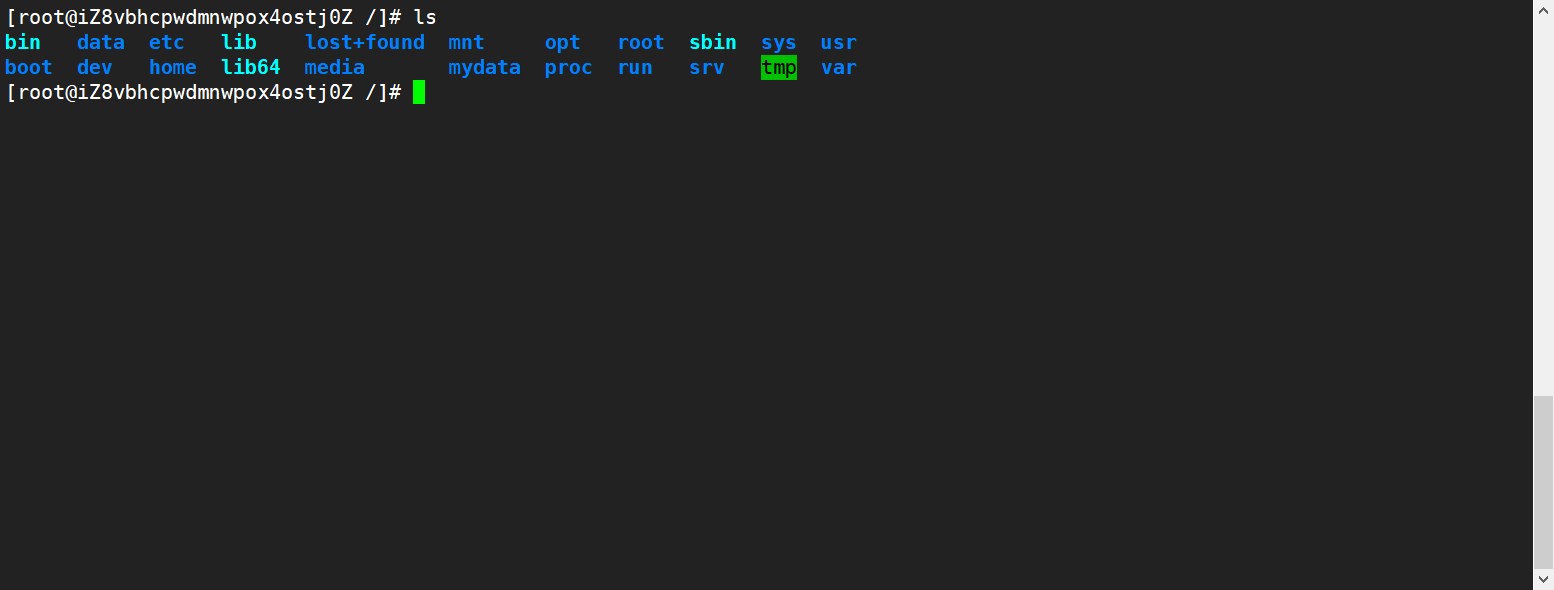 [root@iZ8vbhcpwdmnwpox4ostj0Z /]# ls
bin   data  etc   lib    lost+found  mnt     opt   root  sbin  sys  usr
boot  dev   home  lib64  media       mydata  proc  run   srv   tmp  var
[root@iZ8vbhcpwdmnwpox4ostj0Z /]#